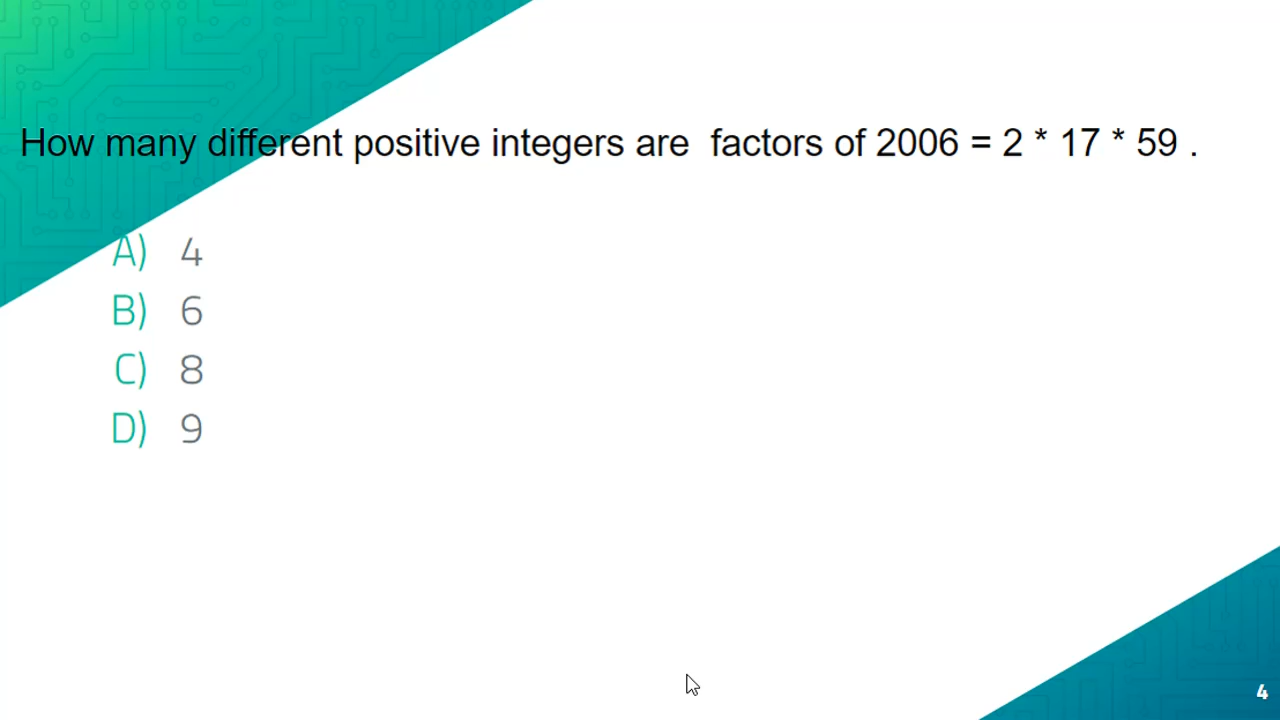 How many different positive integers are factors of 2006 = 2 * 17 * 59 .
A) 4
B) 6
C) 8
D) 9
4